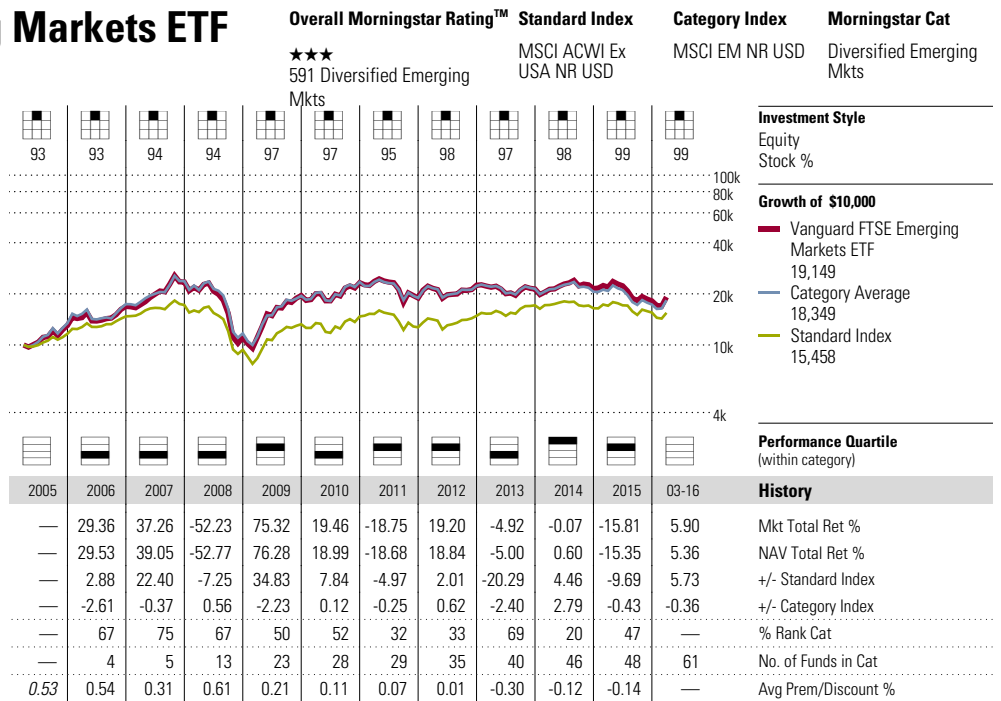 Markets ETF
Overall Morningstar Rating™ Standard Index Category Index Morningstar Cat
★★★ MSCI ACWI Ex MSCI EM NR USD Diversified Emerging
591 Diversified Emerging USA NR USD Mkts
Mkts
Investment Style
Equity
Stock %
93 93 94 94 97 97 95 98 97 98 99 99
100k
80k
60k
40k
20k
10k
4k
Growth of $10,000
Vanguard FTSE Emerging
Markets ETF
19,149
Category Average
18,349
Standard Index
15,458
Performance Quartile
(within category)
2005 2006 2007 2008 2009 2010 2011 2012 2013 2014 2015 03-16 History
— 29.36 37.26 -52.23 75.32 19.46 -18.75 19.20 -4.92 -0.07 -15.81 5.90 Mkt Total Ret %
— 29.53 39.05 -52.77 76.28 18.99 -18.68 18.84 -5.00 0.60 -15.35 5.36 NAV Total Ret %
— 2.88 22.40 -7.25 34.83 7.84 -4.97 2.01 -20.29 4.46 -9.69 5.73 +/- Standard Index
— -2.61 -0.37 0.56 -2.23 0.12 -0.25 0.62 -2.40 2.79 -0.43 -0.36 +/- Category Index
— 67 75 67 50 52 32 33 69 20 47 — % Rank Cat
— 4 5 13 23 28 29 35 40 46 48 61 No. of Funds in Cat
0.53 0.54 0.31 0.61 0.21 0.11 0.07 0.01 -0.30 -0.12 -0.14 — Avg Prem/Discount %